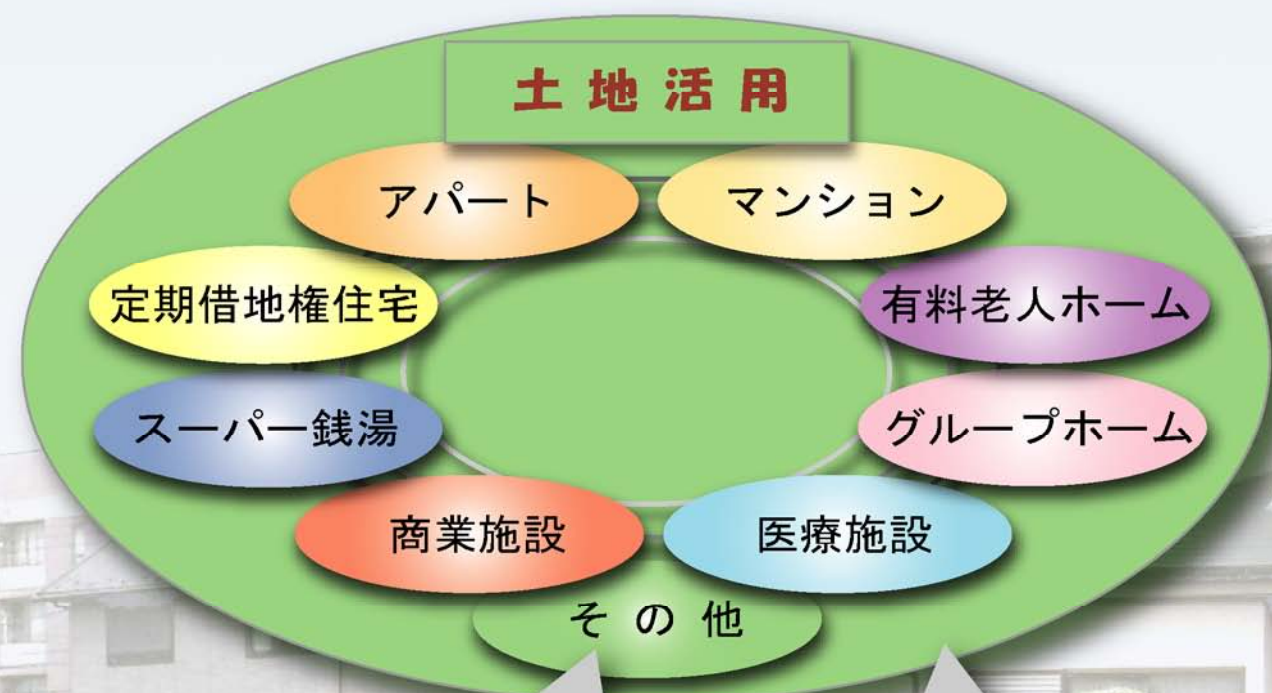 土地活用
アパート
マンション
定期借地権住宅
有料老人ホーム
スーパー銭湯
グループホーム
商業施設
医療施設
その他